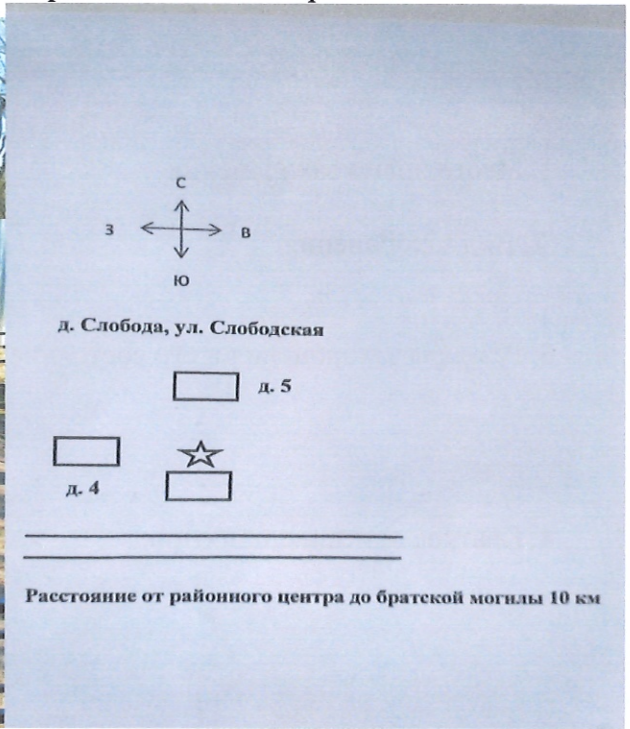 С
З В
Ю
д. Слобода, ул. Слободская
д. 5
д. 4
Расстояние от районного центра до братской могилы 10 км